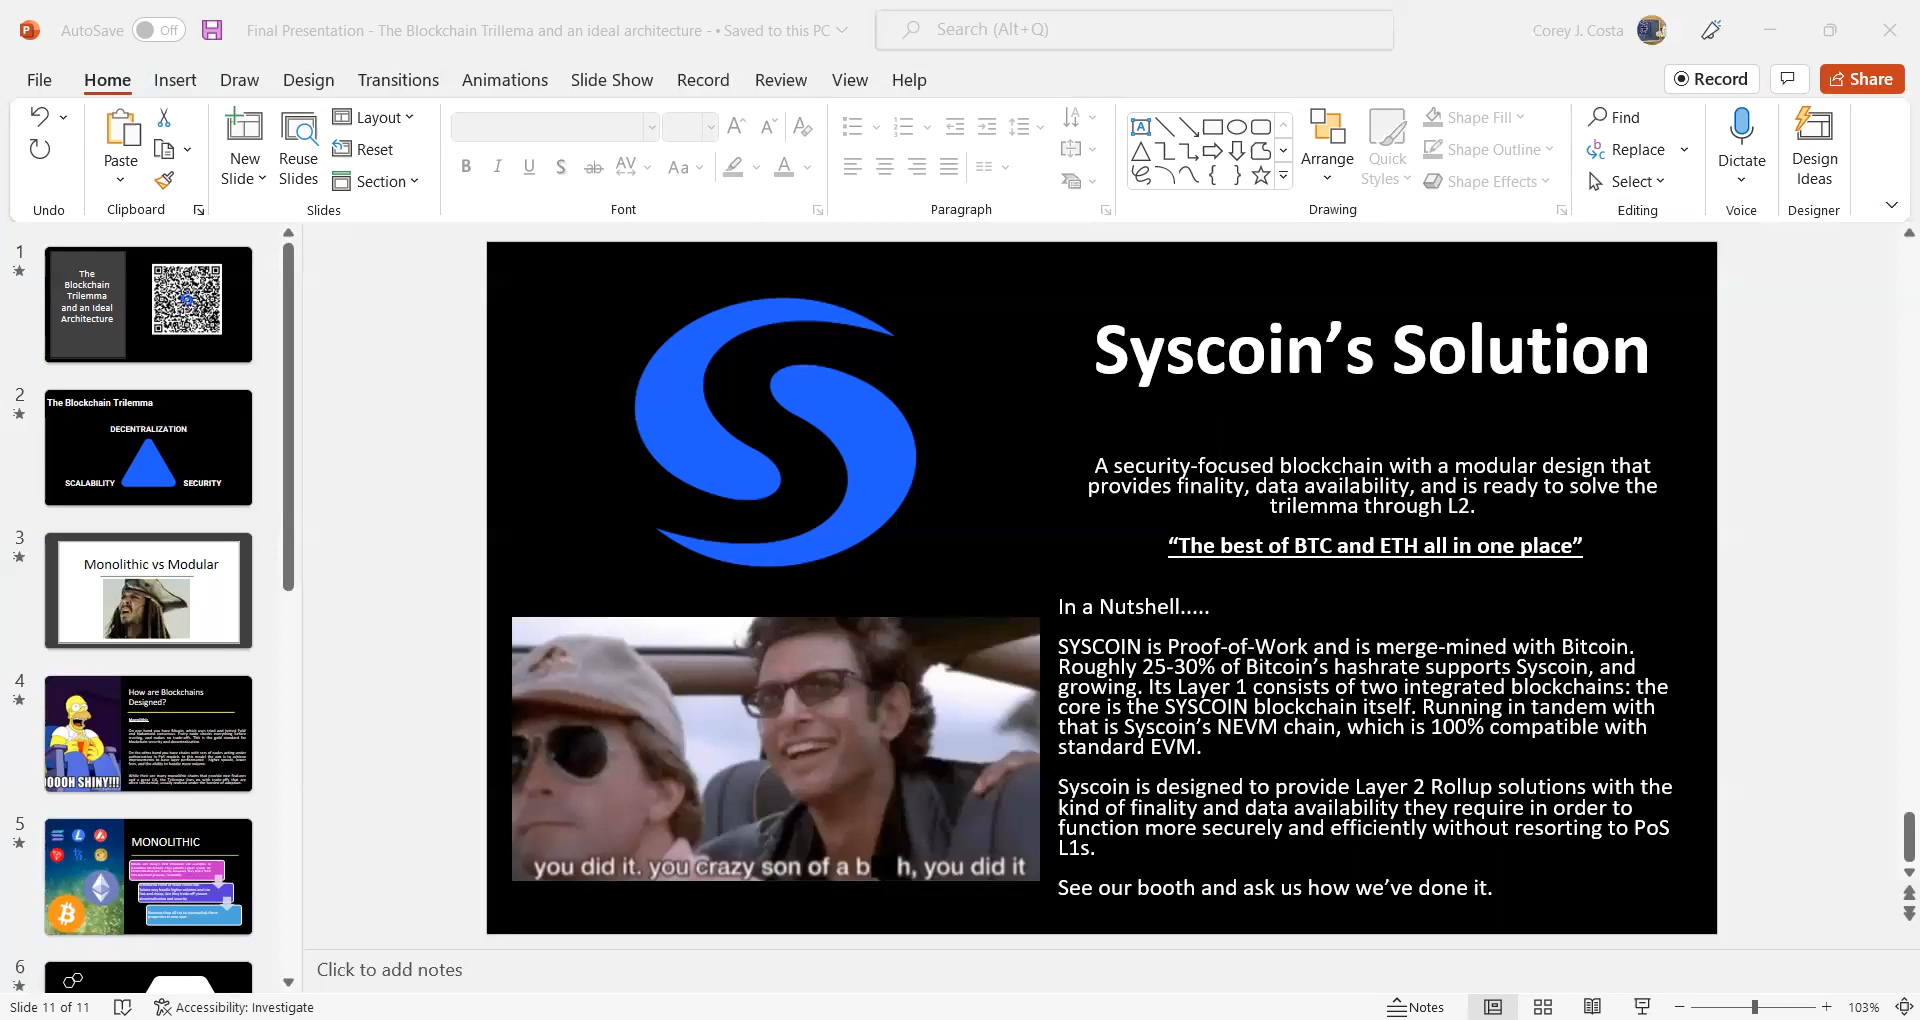 AutoSave
Off
Final Presentation - The Blockchain Trillema and an ideal architecture - • Saved to this PC
Search (Alt+Q)
Corey J. Costa
File
Home
Insert
Draw
Design
Transitions
Animations
Slide Show
Record
Review
View
Help
Record
Share
Undo
Paste
Clipboard
New
Slide
Reuse
Slides
Layout
Reset
Section
Slides
Font
Paragraph
Arrange
Quick
Styles
Shape Fill
Shape Outline
Shape Effects
Drawing
Find
Replace
Select
Editing
Dictate
Voice
Design
Ideas
Designer
1
The
Blockchain
Trilemma
and an Ideal
Architecture
2
The Blockchain Trilemma
DECENTRALIZATION
SCALABILITY
SECURITY
3
Monolithic vs Modular
4
How are Blockchains
Designed?
Monolithic
OOOH SHINY!!!
5
MONOLITHIC
6
Syscoin’s Solution
A security-focused blockchain with a modular design that
provides finality, data availability, and is ready to solve the
trilemma through L2.
“The best of BTC and ETH all in one place”
In a Nutshell.....
SYSCOIN is Proof-of-Work and is merge-mined with Bitcoin.
Roughly 25-30% of Bitcoin’s hashrate supports Syscoin, and
growing. Its Layer 1 consists of two integrated blockchains: the
core is the SYSCOIN blockchain itself. Running in tandem with
that is Syscoin’s NEVM chain, which is 100% compatible with
standard EVM.
Syscoin is designed to provide Layer 2 Rollup solutions with the
kind of finality and data availability they require in order to
function more securely and efficiently without resorting to PoS
L1s.
See our booth and ask us how we’ve done it.
you did it. you crazy son of a b h, you did it
Click to add notes
Slide 11 of 11
Accessibility: Investigate
Notes
103%